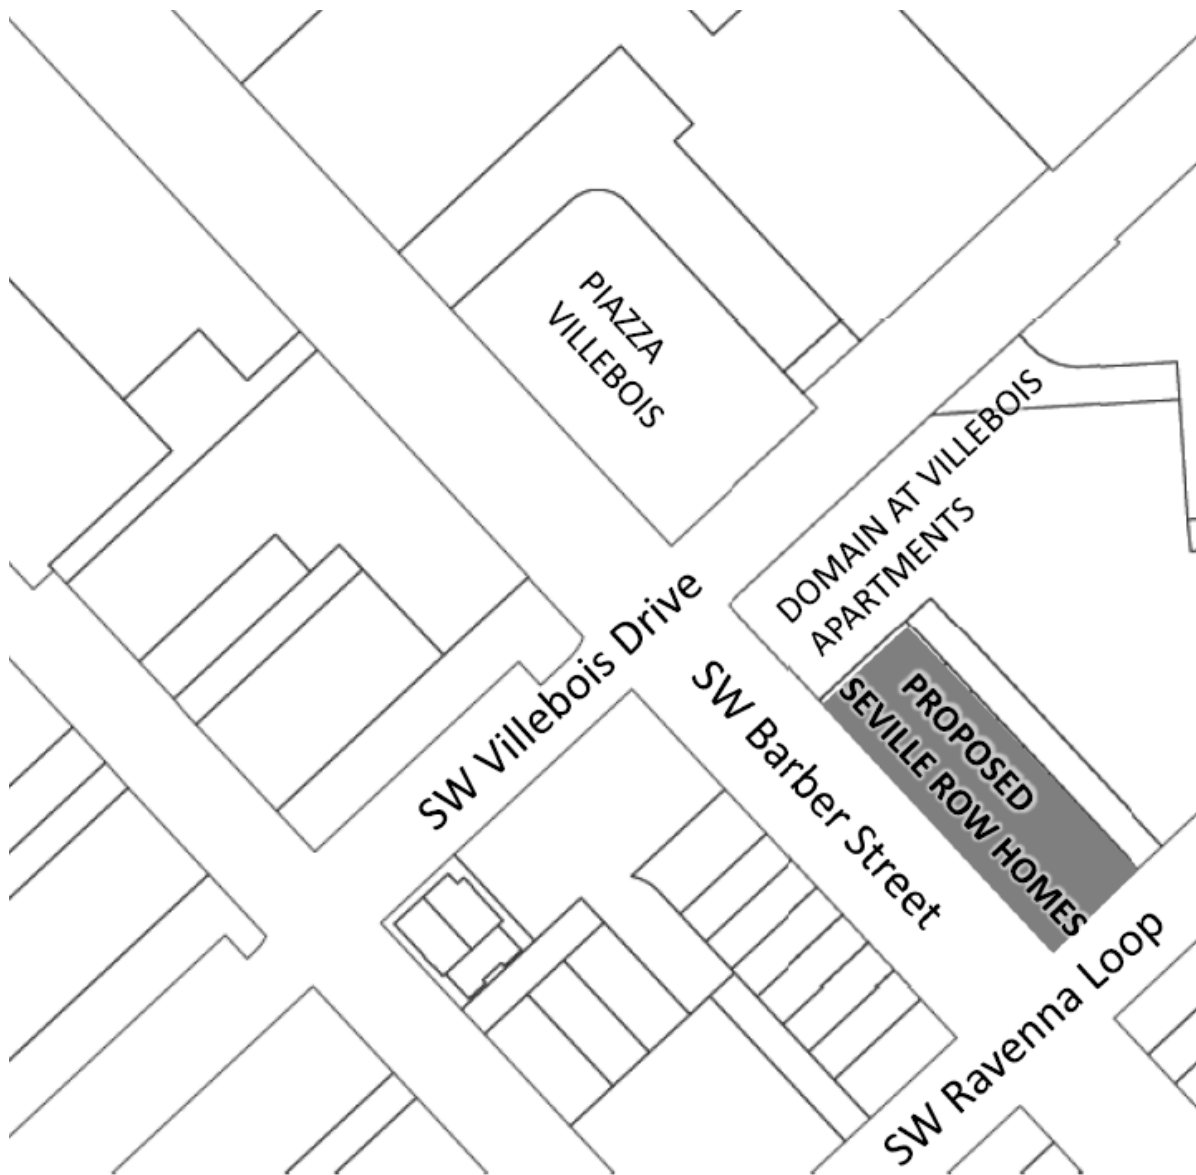 PIAZZA
VILLEBOIS
DOMAIN AT VILLEBOIS
APARTMENTS
SW Villebois Drive
SW Barber Street
PROPOSED
SEVILLE ROW HOMES
SW Ravenna Loop